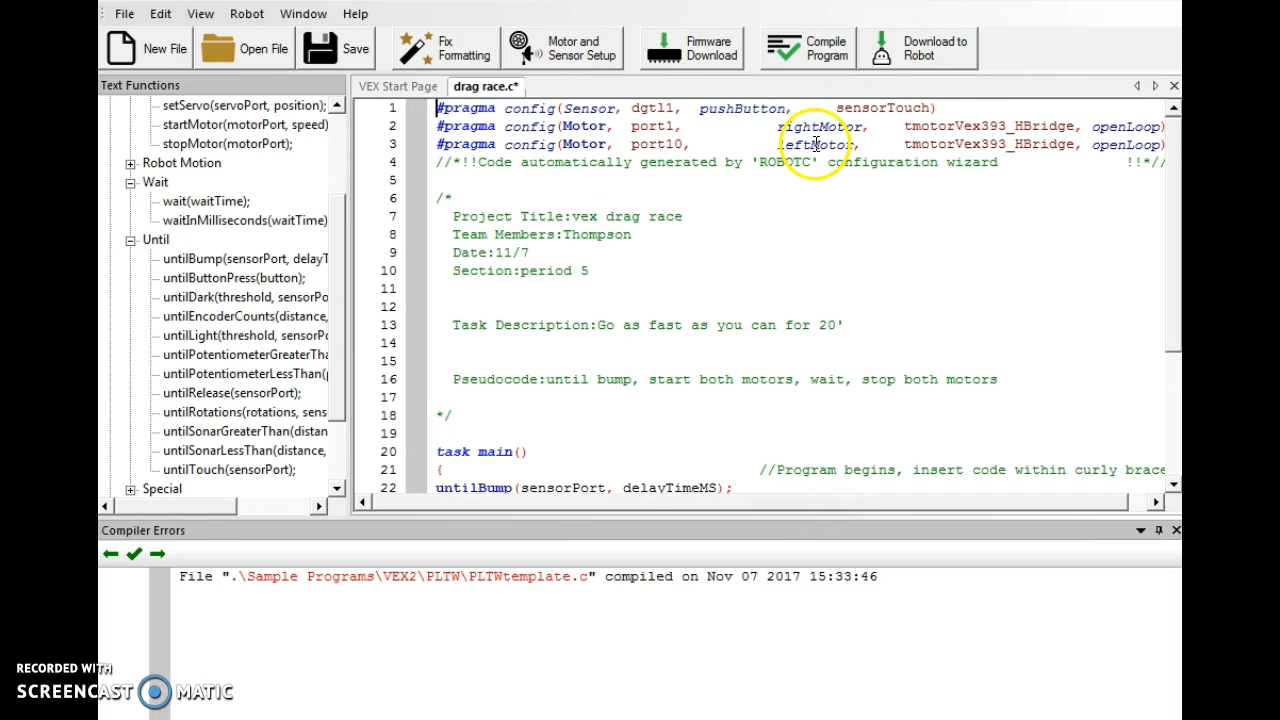 File Edit View Robot Window Help
New File Open File Save Fix Formatting Motor and Sensor Setup Firmware Download Compile Program Download to Robot
Text Functions
VEX Start Page drag race.c*
setServo(servoPort, position);
startMotor(motorPort, speed)
stopMotor(motorPort);
Robot Motion
Wait
wait(waitTime);
waitInMilliseconds(waitTime)
Until
untilBump(sensorPort, delayT
untilButtonPress(button);
untilDark(threshold, sensorPo
untilEncoderCounts(distance,
untilLight(threshold, sensorPo
untilPotentiometerGreaterTha
untilPotentiometerLessThan(p
untilRelease(sensorPort);
untilRotations(rotations, sens
untilSonarGreaterThan(distan
untilSonarLessThan(distance,
untilTouch(sensorPort);
Special
1 #pragma config(Sensor, dgtl1, pushButton, sensorTouch)
2 #pragma config(Motor, port1, rightMotor, tmotorVex393_HBridge, openLoop)
3 #pragma config(Motor, port10, leftMotor, tmotorVex393_HBridge, openLoop)
4 //*!!Code automatically generated by 'ROBOTC' configuration wizard !!*//
5
6 /*
7 Project Title:vex drag race
8 Team Members:Thompson
9 Date:11/7
10 Section:period 5
11
12
13 Task Description:Go as fast as you can for 20'
14
15
16 Pseudocode:until bump, start both motors, wait, stop both motors
17
18 */
19
20 task main()
21 { //Program begins, insert code within curly brace
22 untilBump(sensorPort, delayTimeMS);
Compiler Errors
File ".\Sample Programs\VEX2\PLTW\PLTWtemplate.c" compiled on Nov 07 2017 15:33:46
RECORDED WITH
SCREENCAST MATIC